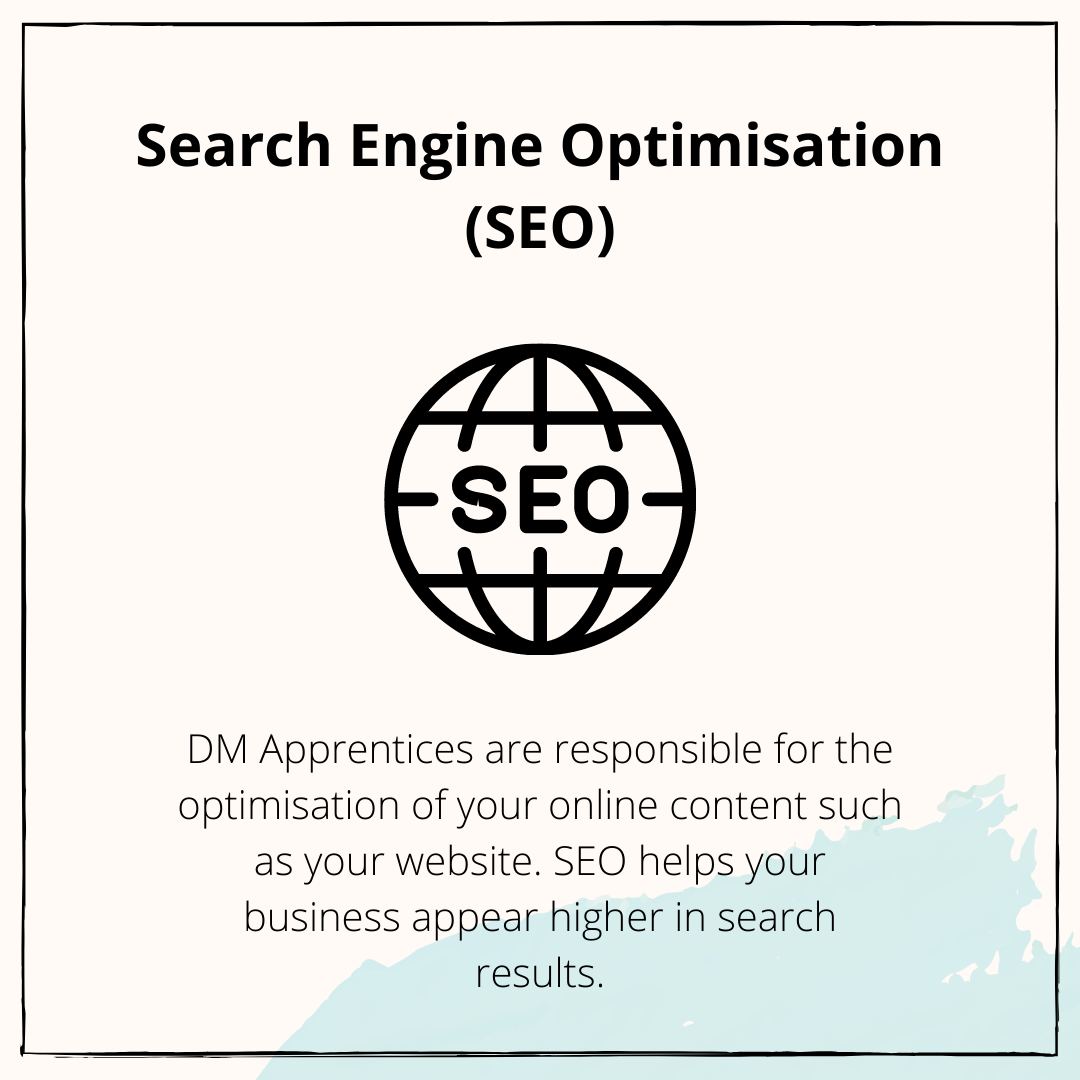 Search Engine Optimisation
(SEO)
SEO
DM Apprentices are responsible for the
optimisation of your online content such
as your website. SEO helps your
business appear higher in search
results.